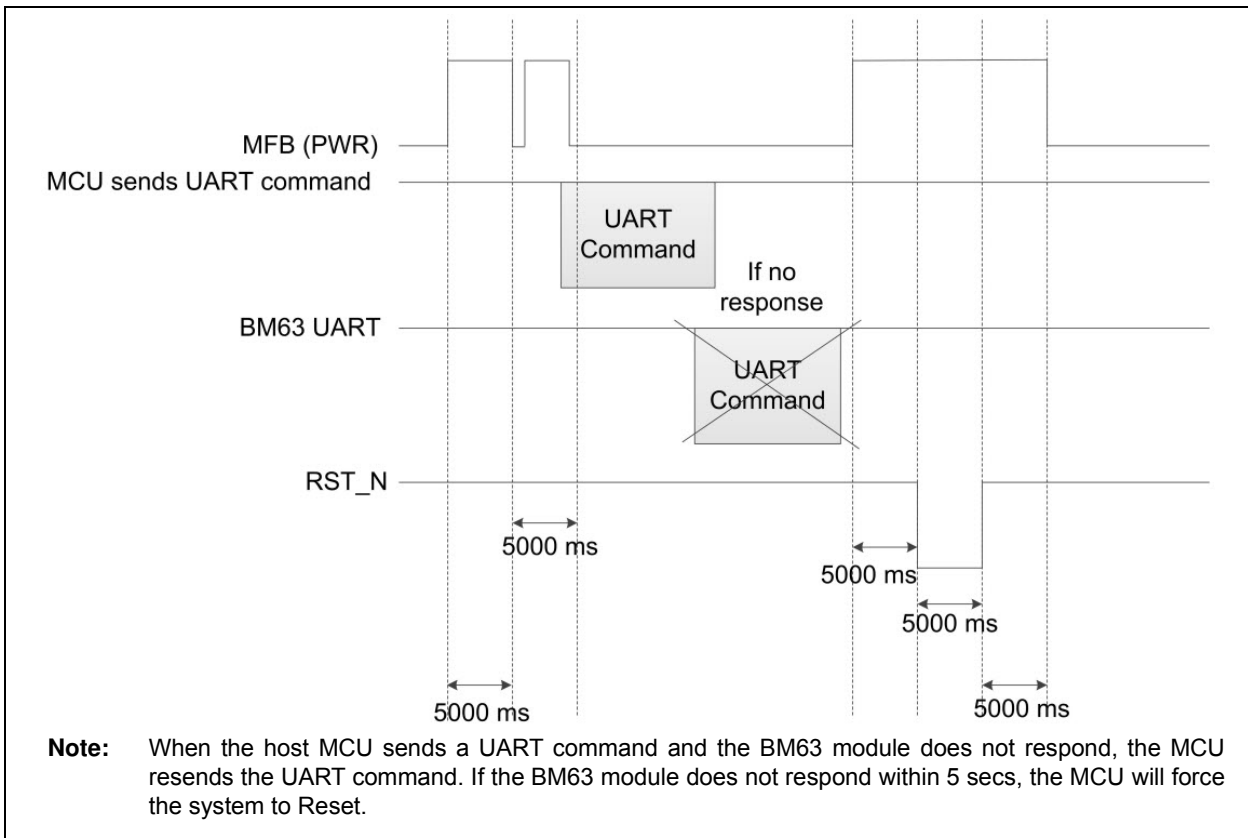 MFB (PWR)
MCU sends UART command
UART
Command
If no
response
BM63 UART
UART
Command
RST_N
5000 ms
5000 ms
5000 ms
5000 ms
5000 ms
Note: When the host MCU sends a UART command and the BM63 module does not respond, the MCU
resends the UART command. If the BM63 module does not respond within 5 secs, the MCU will force
the system to Reset.